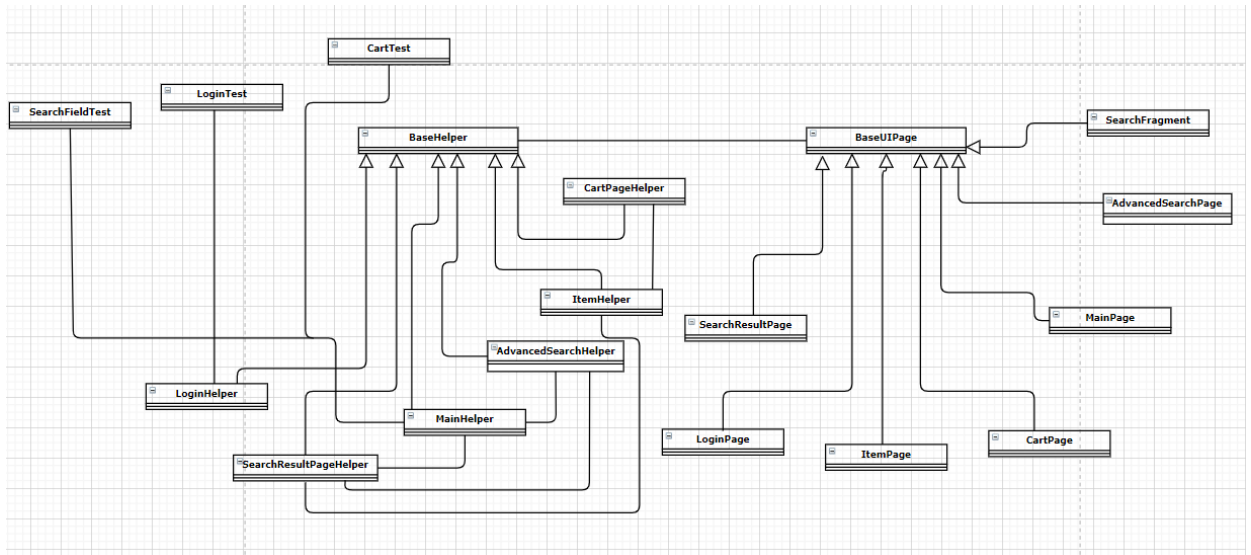 CartTest
LoginTest
SearchFieldTest
BaseHelper
BaseUIPage
SearchFragment
CartPageHelper
AdvancedSearchPage
ItemHelper
SearchResultPage
MainPage
AdvancedSearchHelper
LoginHelper
MainHelper
LoginPage
CartPage
ItemPage
SearchResultPageHelper